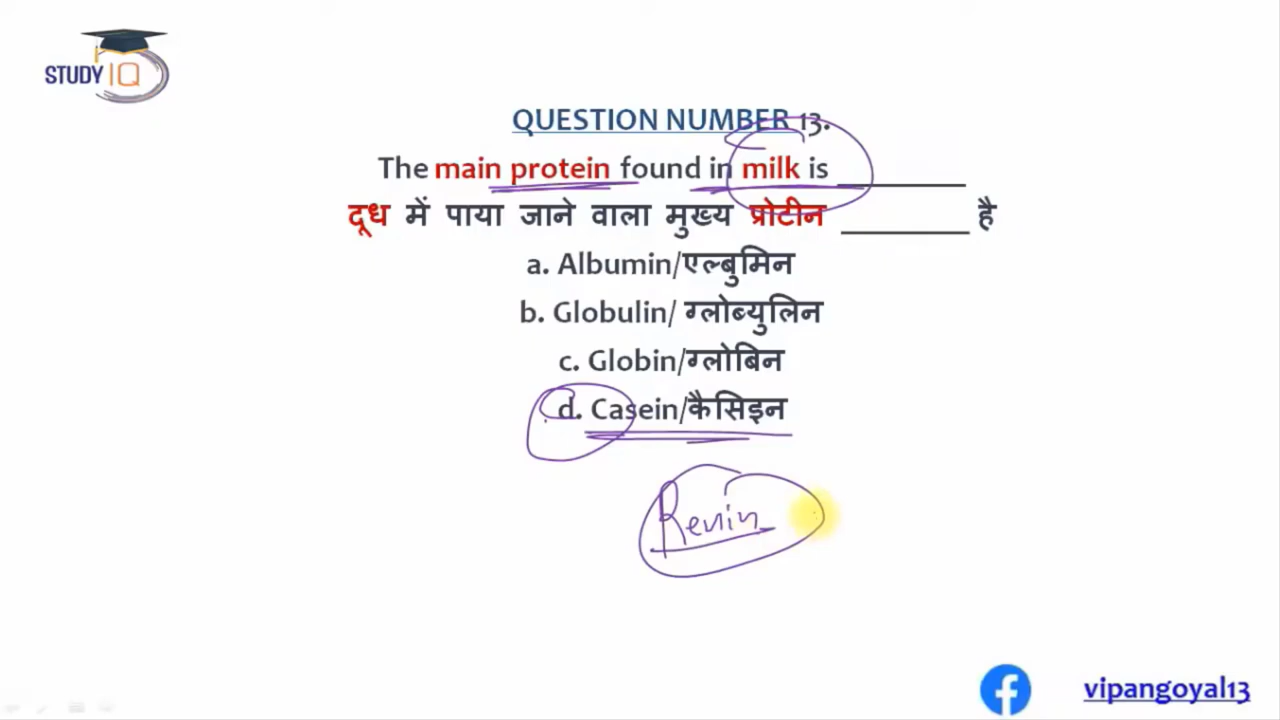 STUDY IQ
QUESTION NUMBER 13.
The main protein found in milk is ________
दूध में पाया जाने वाला मुख्य प्रोटीन ________ है
a. Albumin/एल्बुमिन
b. Globulin/ ग्लोब्युलिन
c. Globin/ग्लोबिन
d. Casein/कैसिइन
Renin
vipangoyal13